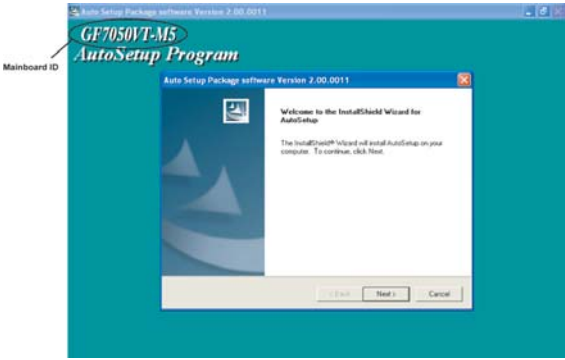 Auto Setup Package software Version 2.00.0011
GF7050VT-M5
AutoSetup Program
Mainboard ID
Auto Setup Package software Version 2.00.0011
Welcome to the InstallShield Wizard for
AutoSetup
The InstallShield® Wizard will install AutoSetup on your
computer. To continue, click Next.
< Back
Next >
Cancel